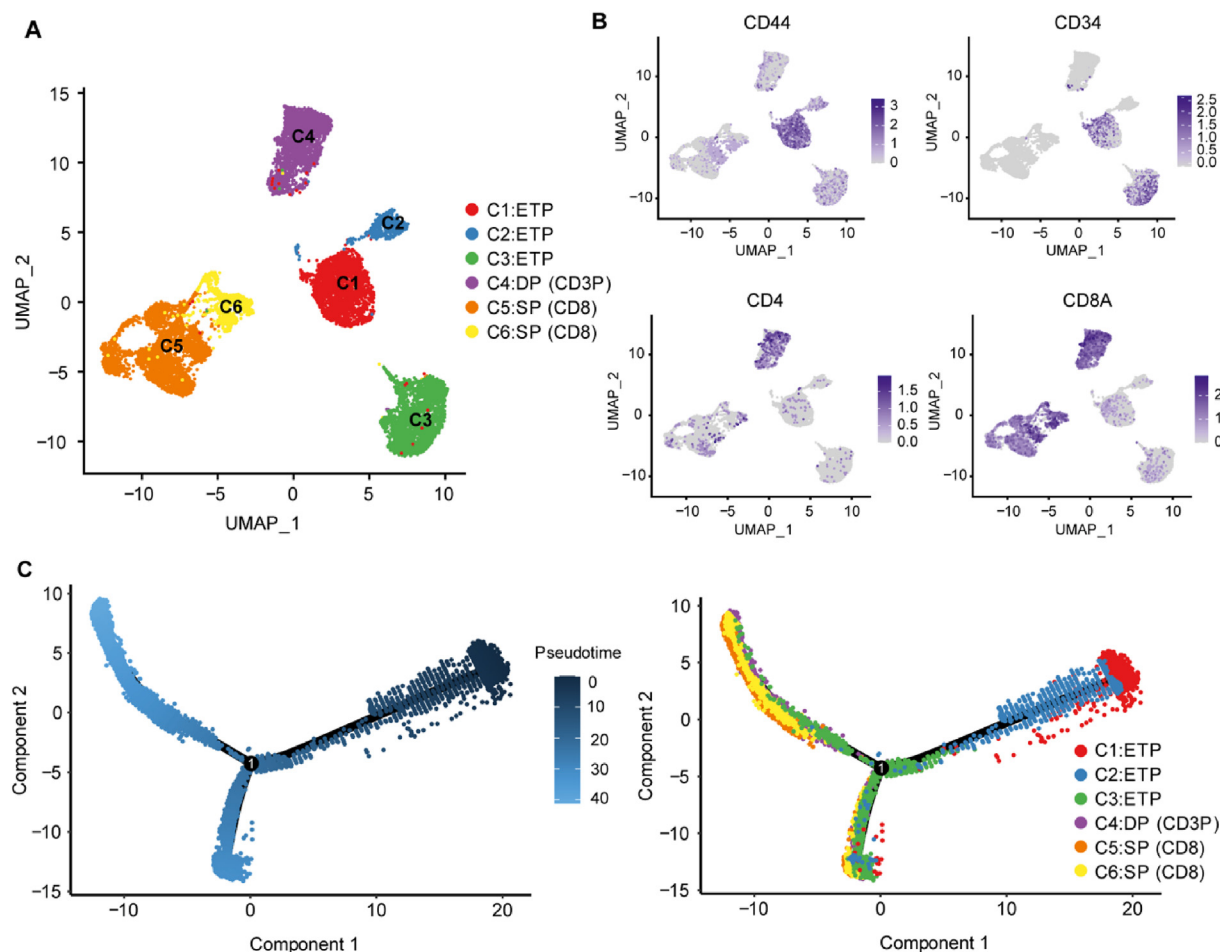 A
UMAP_2
15
10
5
0
−5
−10
−10
−5
0
5
10
UMAP_1
C4
C2
C1
C6
C5
C3
C1:ETP
C2:ETP
C3:ETP
C4:DP (CD3P)
C5:SP (CD8)
C6:SP (CD8)
B
CD44
UMAP_2
10
0
−10
−10
−5
0
5
10
UMAP_1
3
2
1
0
CD34
UMAP_2
10
0
−10
−10
−5
0
5
10
UMAP_1
2.5
2.0
1.5
1.0
0.5
0.0
CD4
UMAP_2
10
0
−10
−10
−5
0
5
10
UMAP_1
1.5
1.0
0.5
0.0
CD8A
UMAP_2
10
0
−10
−10
−5
0
5
10
UMAP_1
2
1
0
C
Component 2
10
5
0
−5
−10
−15
−10
0
10
20
Component 1
1
Pseudotime
0
10
20
30
40
Component 2
10
5
0
−5
−10
−15
−10
0
10
20
Component 1
1
C1:ETP
C2:ETP
C3:ETP
C4:DP (CD3P)
C5:SP (CD8)
C6:SP (CD8)